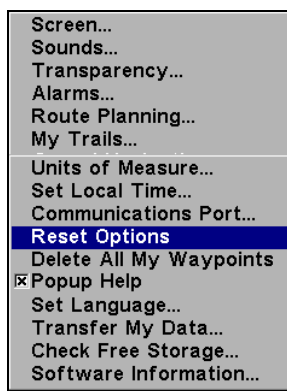 Screen...
Sounds...
Transparency...
Alarms...
Route Planning...
My Trails...
Units of Measure...
Set Local Time...
Communications Port...
Reset Options
Delete All My Waypoints
Popup Help
Set Language...
Transfer My Data...
Check Free Storage...
Software Information...